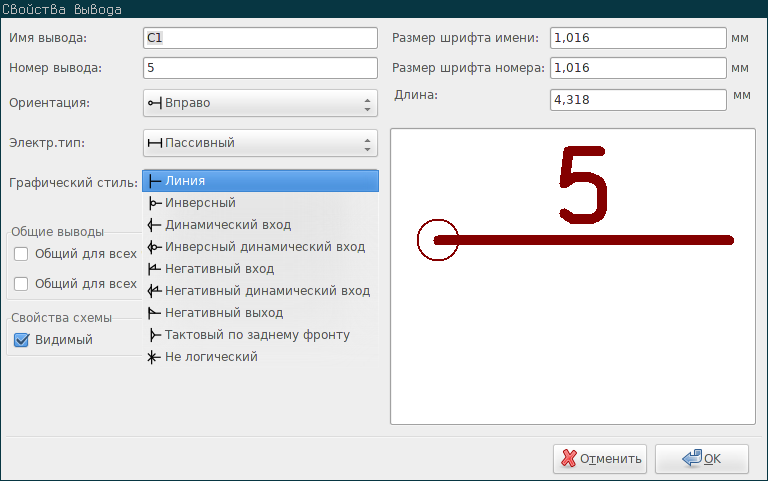 Свойства вывода
Имя вывода: C1
Размер шрифта имени: 1,016 мм
Номер вывода: 5
Размер шрифта номера: 1,016 мм
Ориентация: Вправо
Длина: 4,318 мм
Электр.тип: Пассивный
Графический стиль: Линия
Инверсный
Динамический вход
Инверсный динамический вход
Негативный вход
Негативный динамический вход
Негативный выход
Тактовый по заднему фронту
Не логический
Общие выводы
Общий для всех
Общий для всех
Свойства схемы
Видимый
5
Отменить
OK